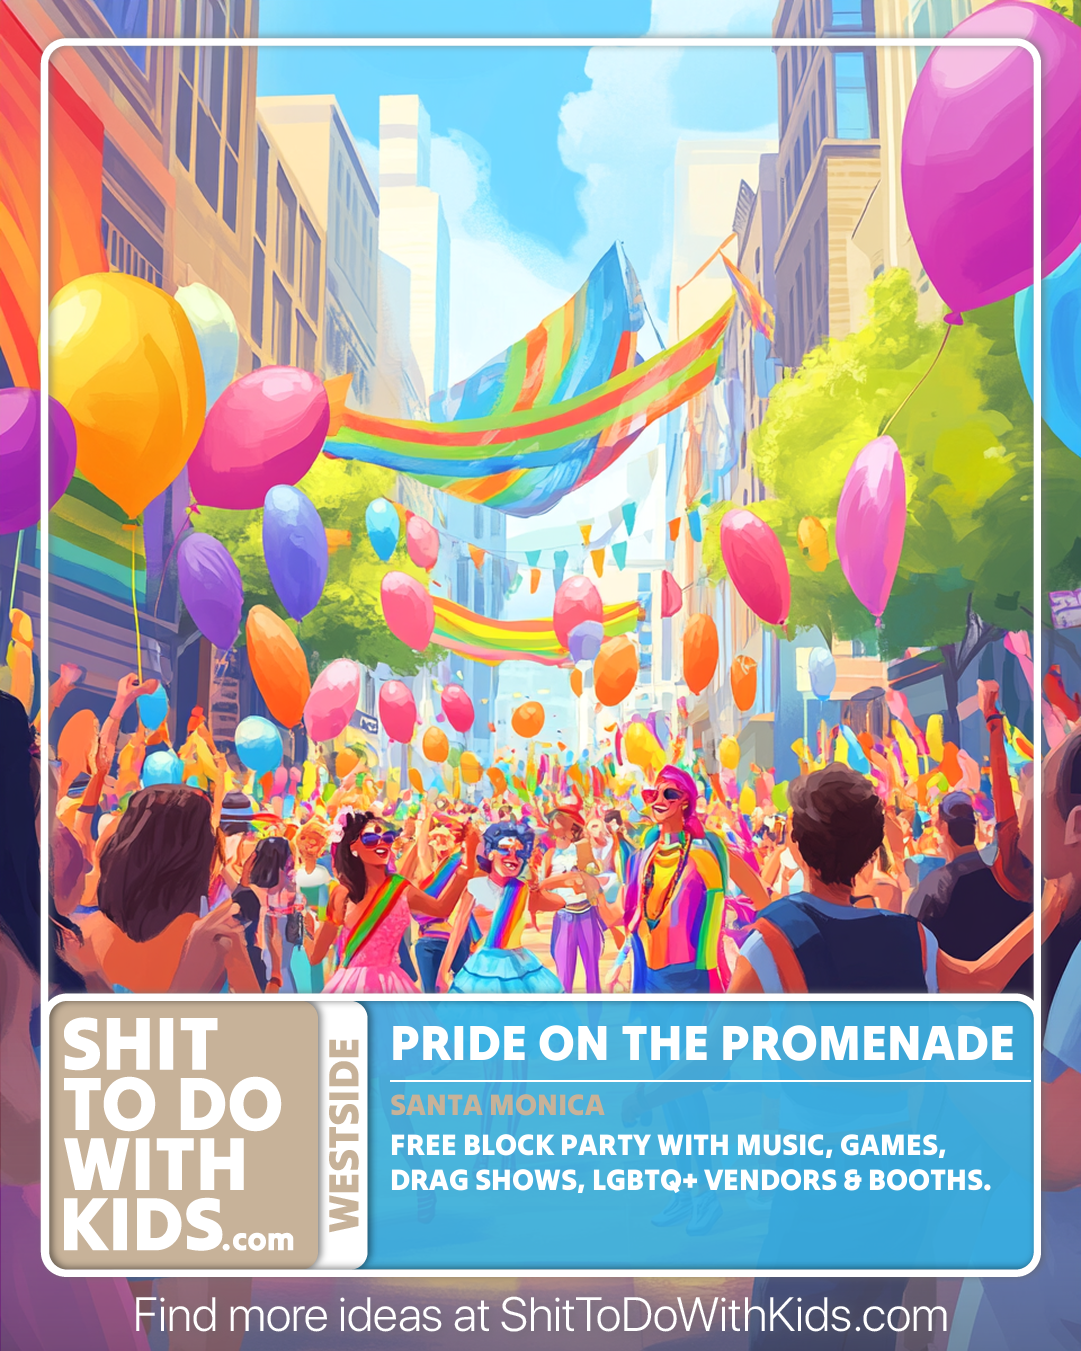 SHIT
TO DO
WITH
KIDS.com
WESTSIDE
PRIDE ON THE PROMENADE
SANTA MONICA
FREE BLOCK PARTY WITH MUSIC, GAMES,
DRAG SHOWS, LGBTQ+ VENDORS & BOOTHS.
Find more ideas at ShitToDoWithKids.com